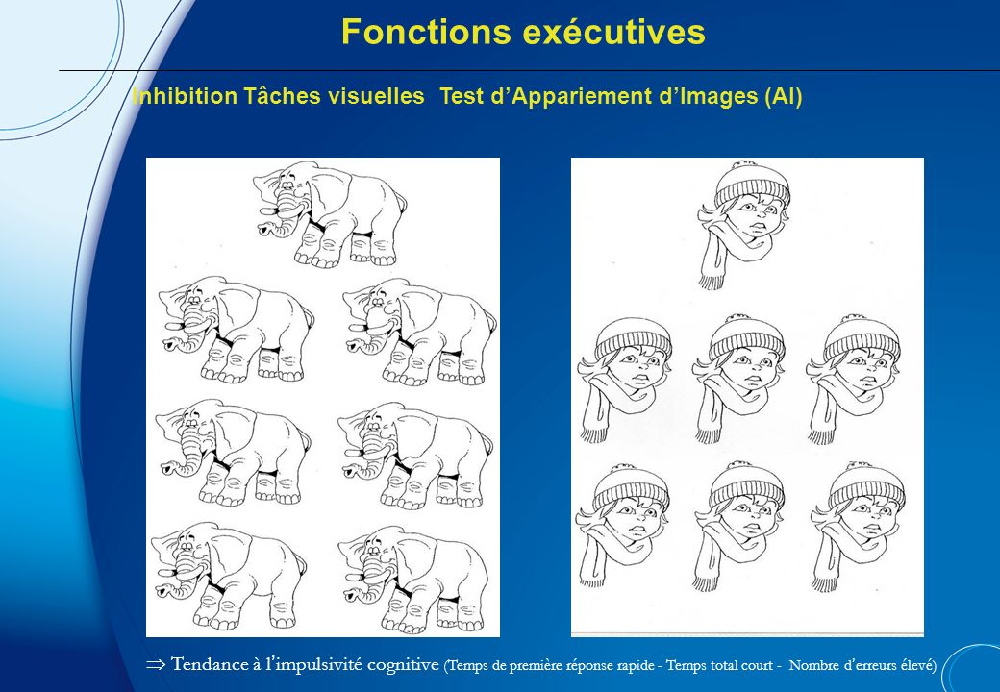 Fonctions exécutives
Inhibition Tâches visuelles Test d’Appariement d’Images (AI)
⇒ Tendance à l’impulsivité cognitive (Temps de première réponse rapide - Temps total court - Nombre d’erreurs élevé)